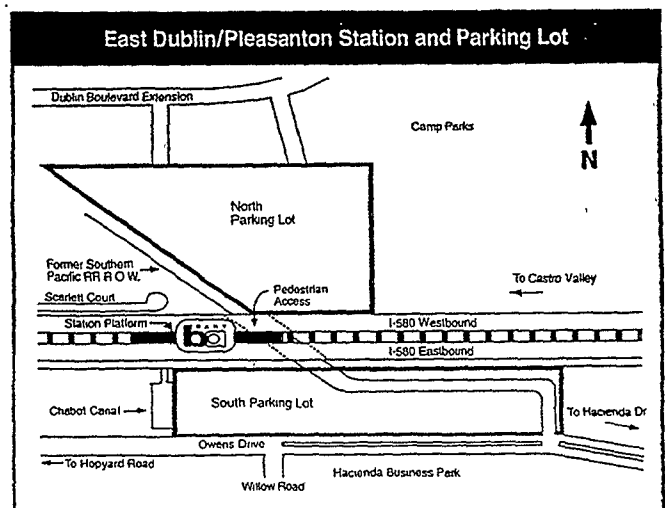 East Dublin/Pleasanton Station and Parking Lot
Dublin Boulevard Extension
Camp Parks
N
North
Parking Lot
Former Southern
Pacific RR R O W.
Pedestrian
Access
To Castro Valley
Scarlett Court
Station Platform
I-580 Westbound
I-580 Eastbound
Chabot Canal
South Parking Lot
To Hacienda Dr
Owens Drive
To Hopyard Road
Hacienda Business Park
Willow Road